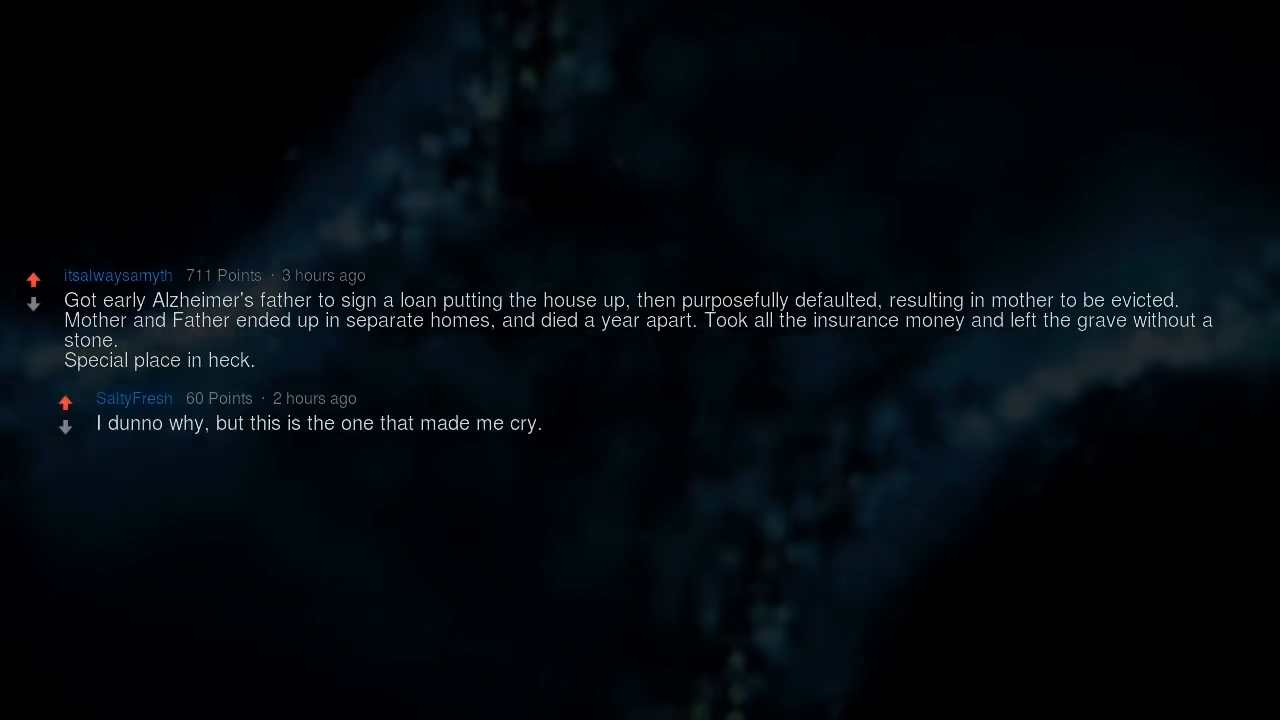 itsalwaysamyth 711 Points · 3 hours ago
Got early Alzheimer's father to sign a loan putting the house up, then purposefully defaulted, resulting in mother to be evicted.
Mother and Father ended up in separate homes, and died a year apart. Took all the insurance money and left the grave without a
stone.
Special place in heck.
SaltyFresh 60 Points · 2 hours ago
I dunno why, but this is the one that made me cry.